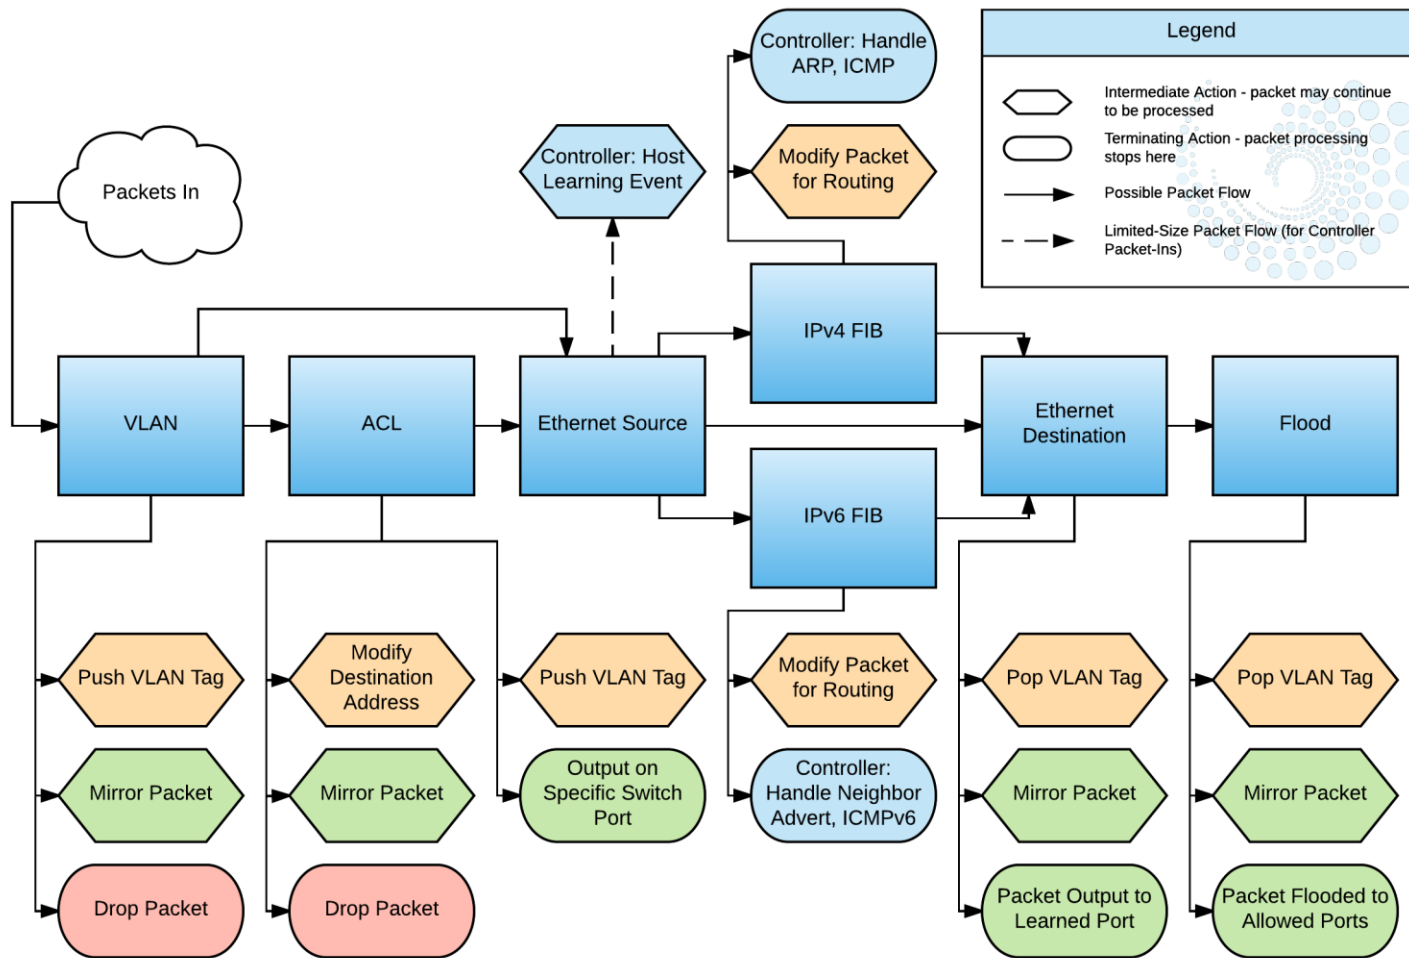 Controller: Handle
ARP, ICMP
Legend
Intermediate Action - packet may continue
to be processed
Terminating Action - packet processing
stops here
Possible Packet Flow
Limited-Size Packet Flow (for Controller
Packet-Ins)
Packets In
Controller: Host
Learning Event
Modify Packet
for Routing
VLAN
ACL
Ethernet Source
IPv4 FIB
IPv6 FIB
Ethernet
Destination
Flood
Push VLAN Tag
Mirror Packet
Drop Packet
Modify
Destination
Address
Mirror Packet
Drop Packet
Push VLAN Tag
Output on
Specific Switch
Port
Modify Packet
for Routing
Controller:
Handle Neighbor
Advert, ICMPv6
Pop VLAN Tag
Mirror Packet
Packet Output to
Learned Port
Pop VLAN Tag
Mirror Packet
Packet Flooded to
Allowed Ports